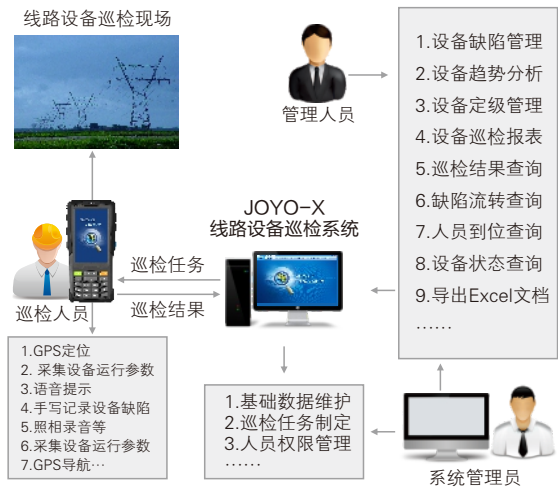 线路设备巡检现场
管理人员
1.设备缺陷管理
2.设备趋势分析
3.设备定级管理
4.设备巡检报表
5.巡检结果查询
6.缺陷流转查询
7.人员到位查询
8.设备状态查询
9.导出Excel文档
……
JOYO-X
线路设备巡检系统
巡检任务
巡检结果
巡检人员
1.GPS定位
2. 采集设备运行参数
3.语音提示
4.手写记录设备缺陷
5.照相录音等
6.采集设备运行参数
7.GPS导航…
1.基础数据维护
2.巡检任务制定
3.人员权限管理
……
系统管理员